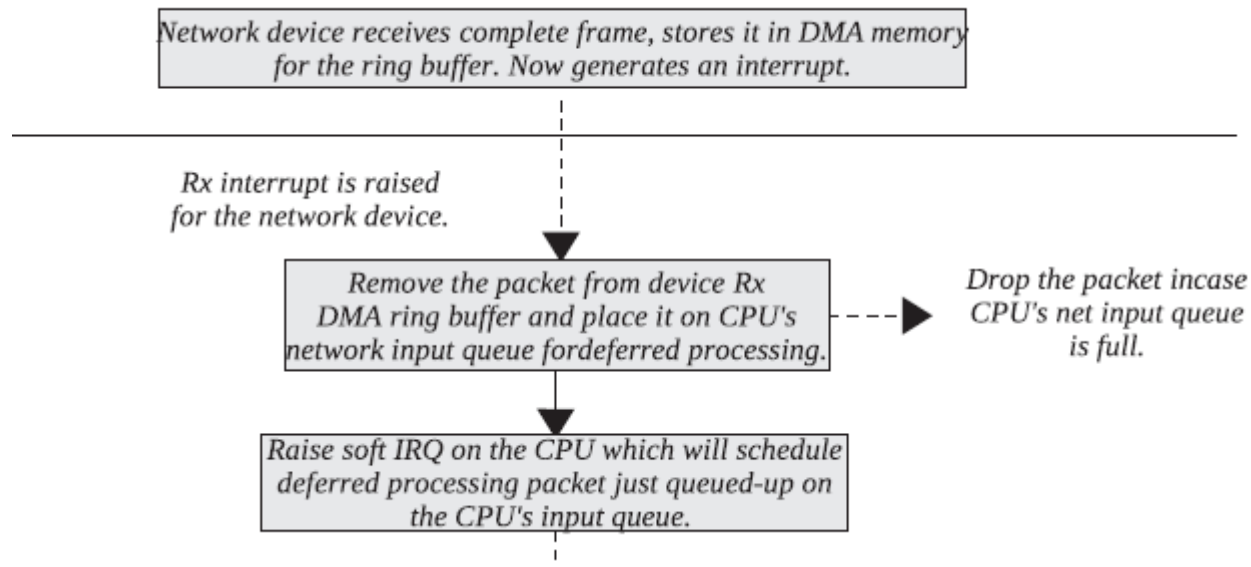 Network device receives complete frame, stores it in DMA memory
for the ring buffer. Now generates an interrupt.
Rx interrupt is raised
for the network device.
Remove the packet from device Rx
DMA ring buffer and place it on CPU's
network input queue fordeferred processing.
Drop the packet incase
CPU's net input queue
is full.
Raise soft IRQ on the CPU which will schedule
deferred processing packet just queued-up on
the CPU's input queue.